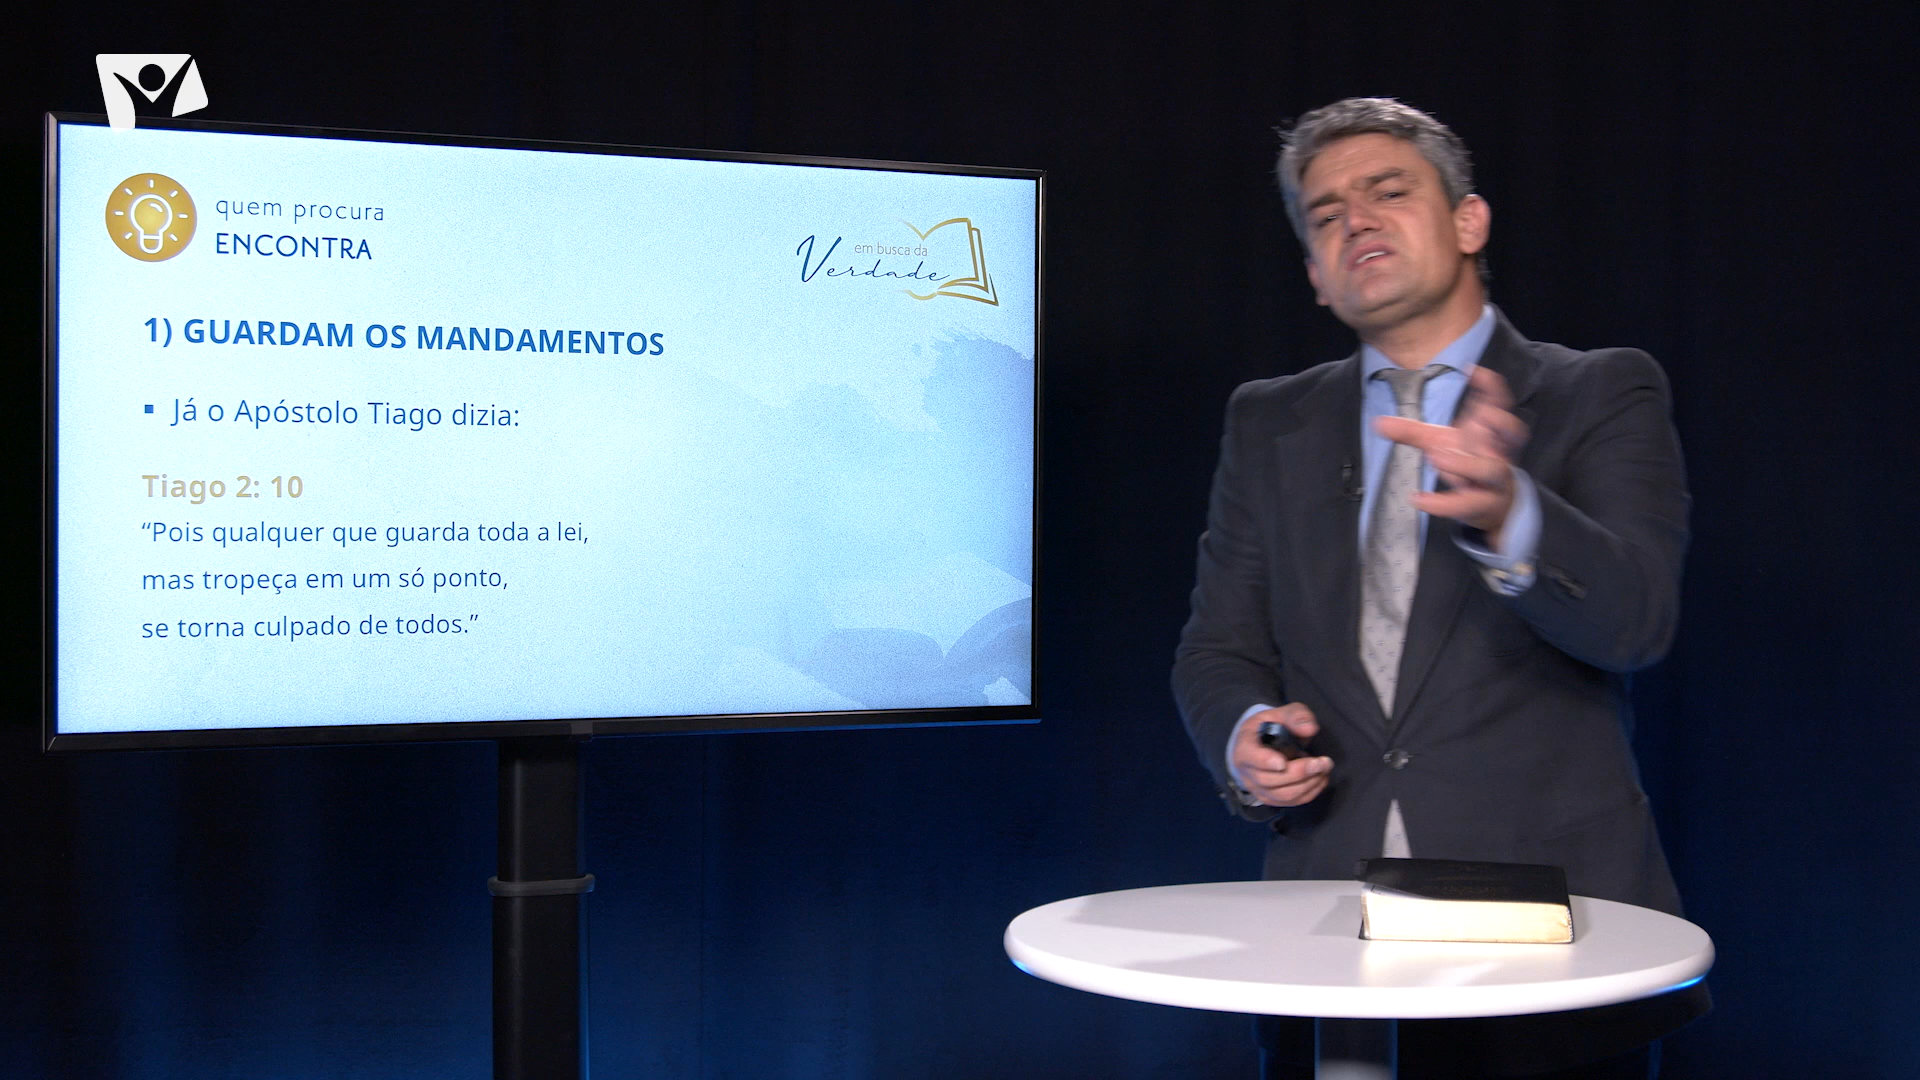 quem procura
ENCONTRA
em busca da
Verdade
1) GUARDAM OS MANDAMENTOS
▪ Já o Apóstolo Tiago dizia:
Tiago 2: 10
“Pois qualquer que guarda toda a lei,
mas tropeça em um só ponto,
se torna culpado de todos.”